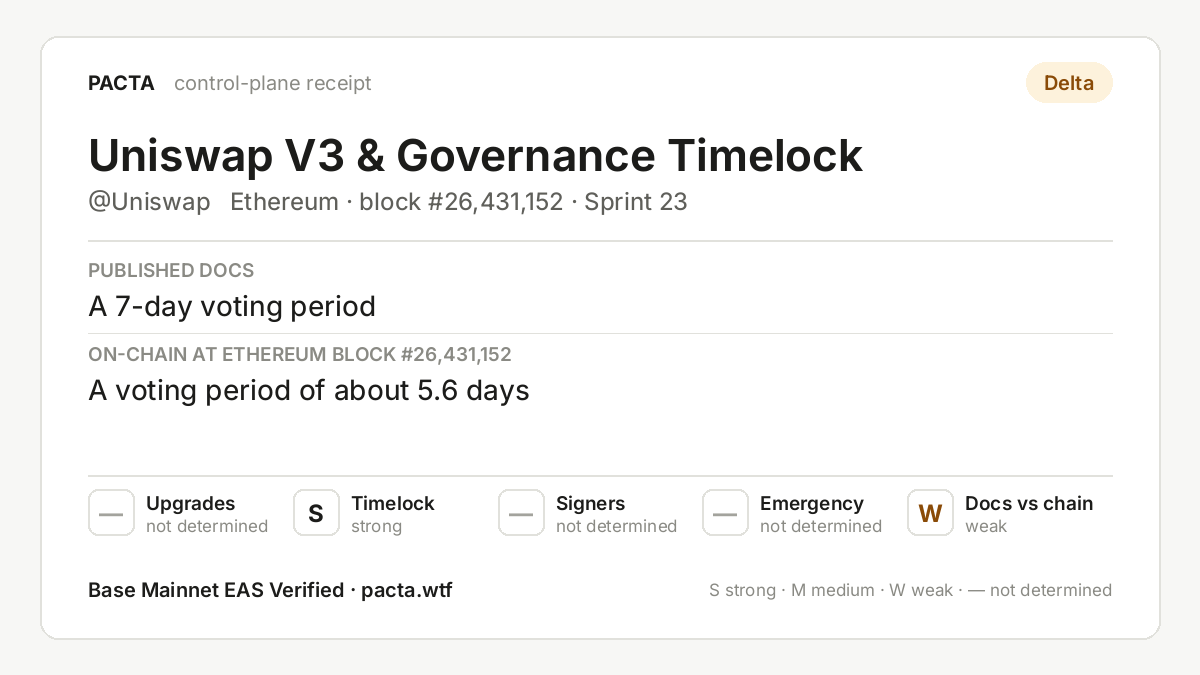 PACTA control-plane receipt Delta
Uniswap V3 & Governance Timelock
@Uniswap Ethereum · block #26,431,152 · Sprint 23
PUBLISHED DOCS
A 7-day voting period
ON-CHAIN AT ETHEREUM BLOCK #26,431,152
A voting period of about 5.6 days
— Upgrades not determined
S Timelock strong
— Signers not determined
— Emergency not determined
W Docs vs chain weak
Base Mainnet EAS Verified · pacta.wtf
S strong · M medium · W weak · — not determined